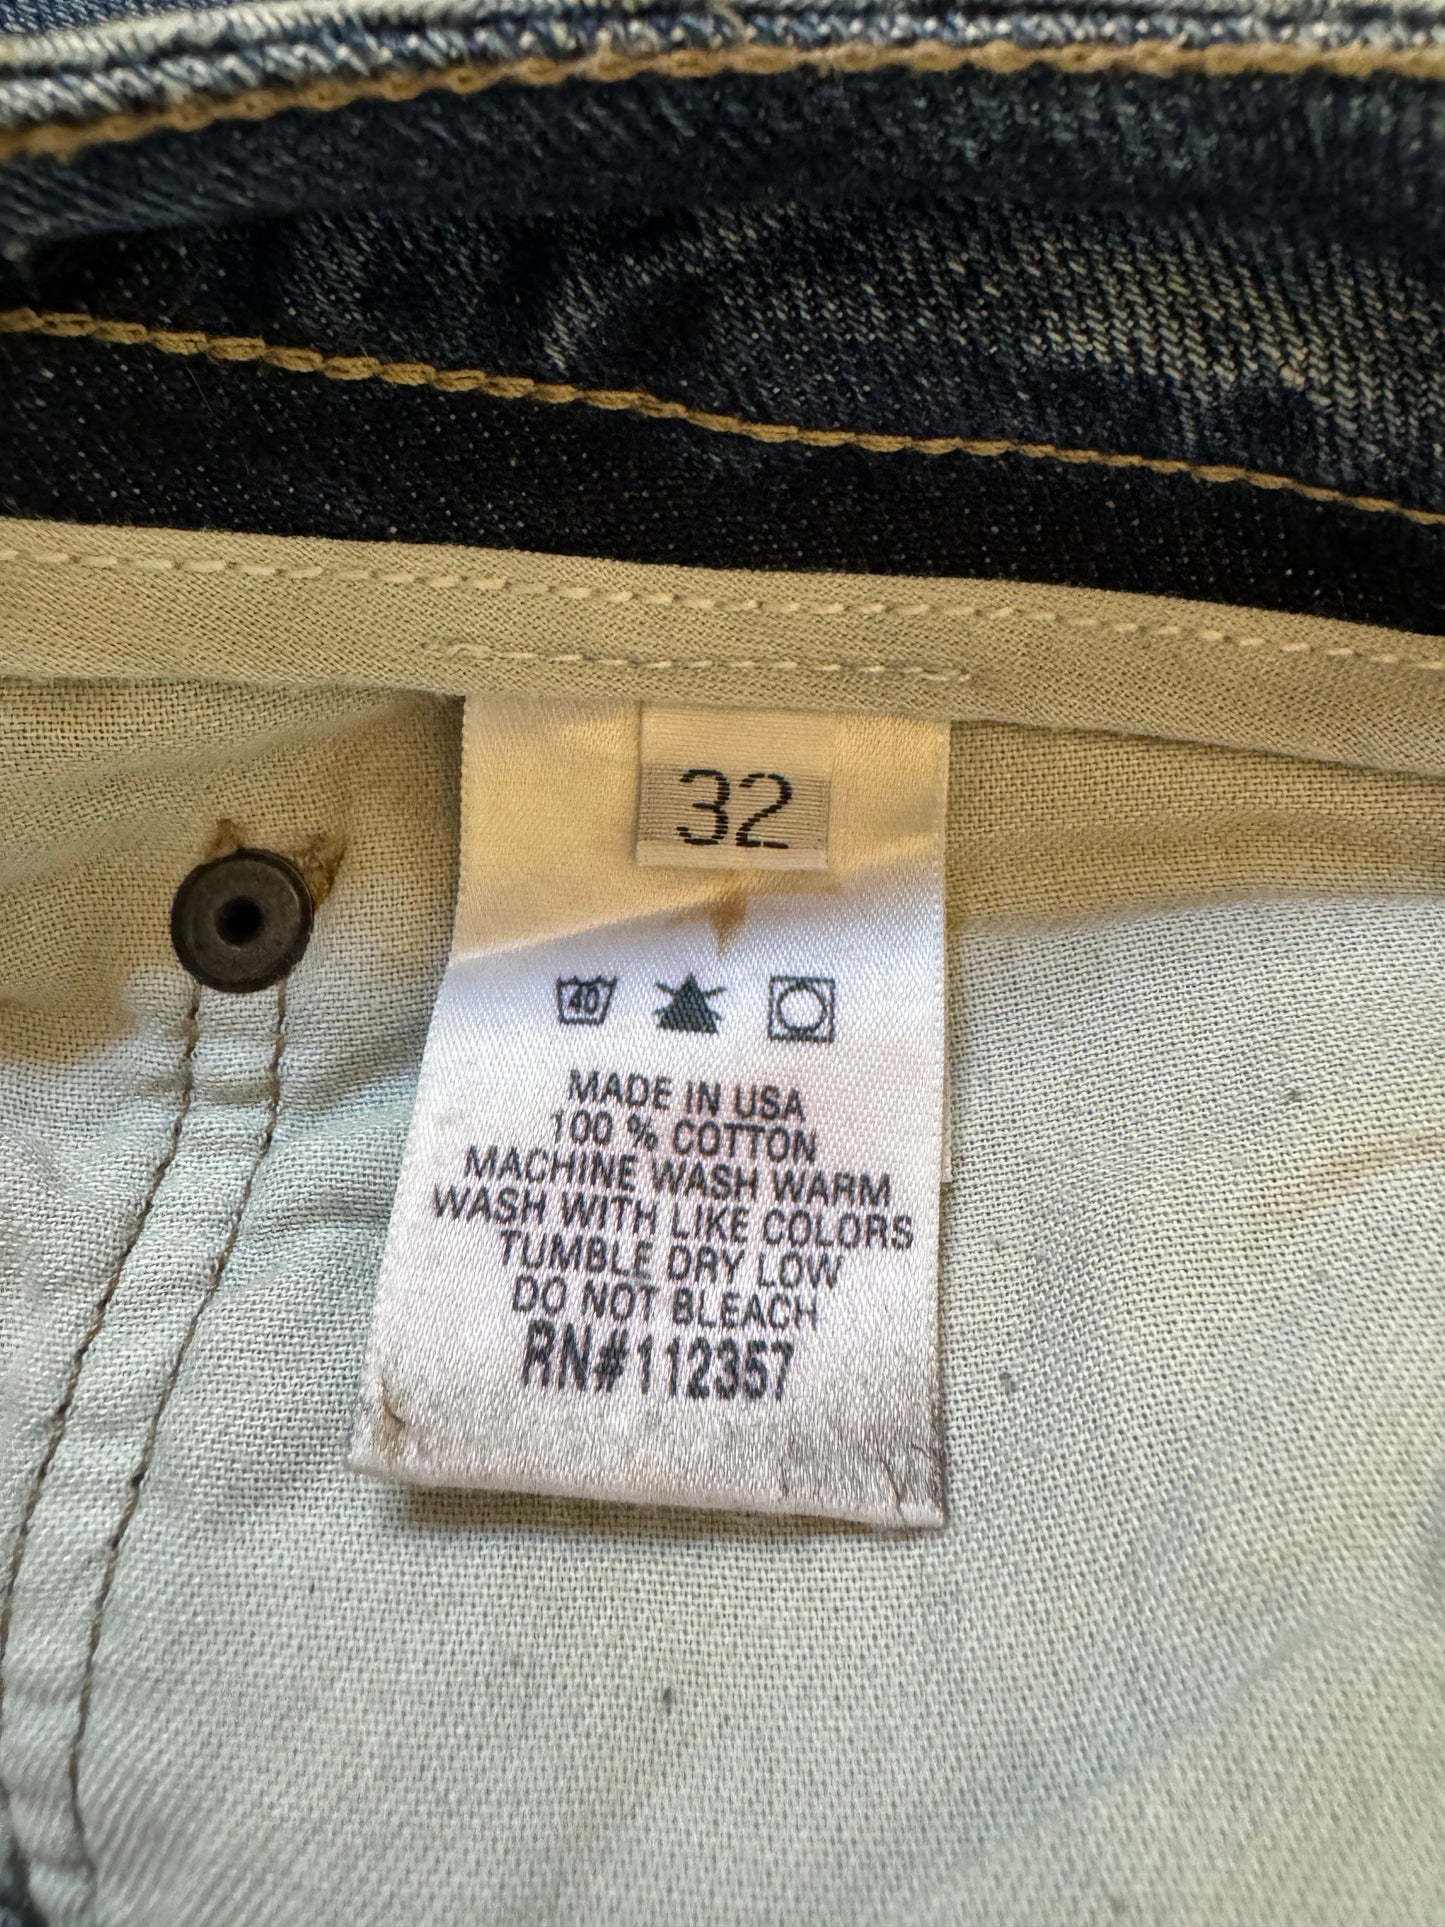 32
40
MADE IN USA
100 % COTTON
MACHINE WASH WARM
WASH WITH LIKE COLORS
TUMBLE DRY LOW
DO NOT BLEACH
RN#112357